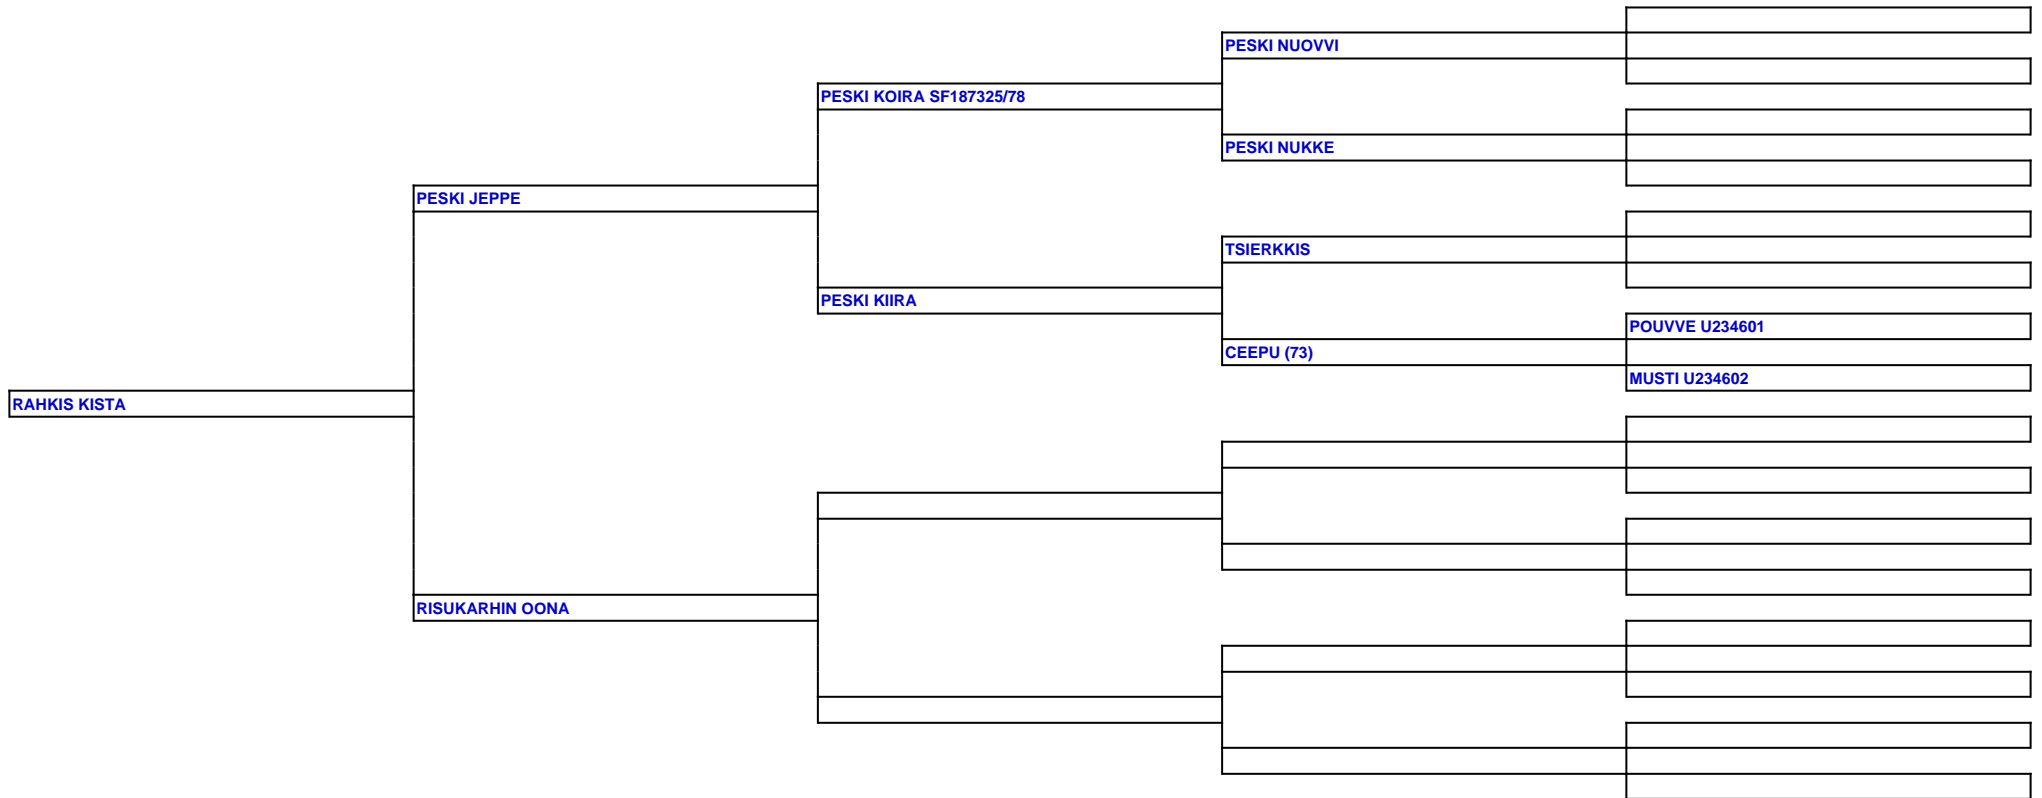 PESKI NUOVVI
PESKI KOIRA SF187325/78
PESKI NUKKE
PESKI JEPPE
TSIERKKIS
PESKI KIIRA
POUVVE U234601
CEEPU (73)
MUSTI U234602
RAHKIS KISTA
RISUKARHIN OONA